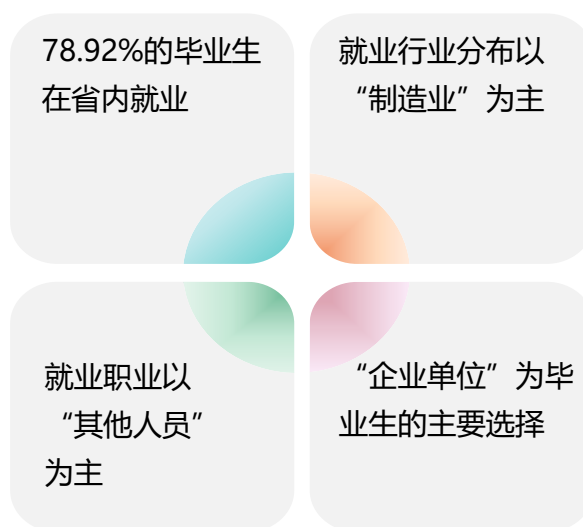 78.92%的毕业生
在省内就业
就业行业分布以
“制造业”为主
就业职业以
“其他人员”
为主
“企业单位”为毕
业生的主要选择